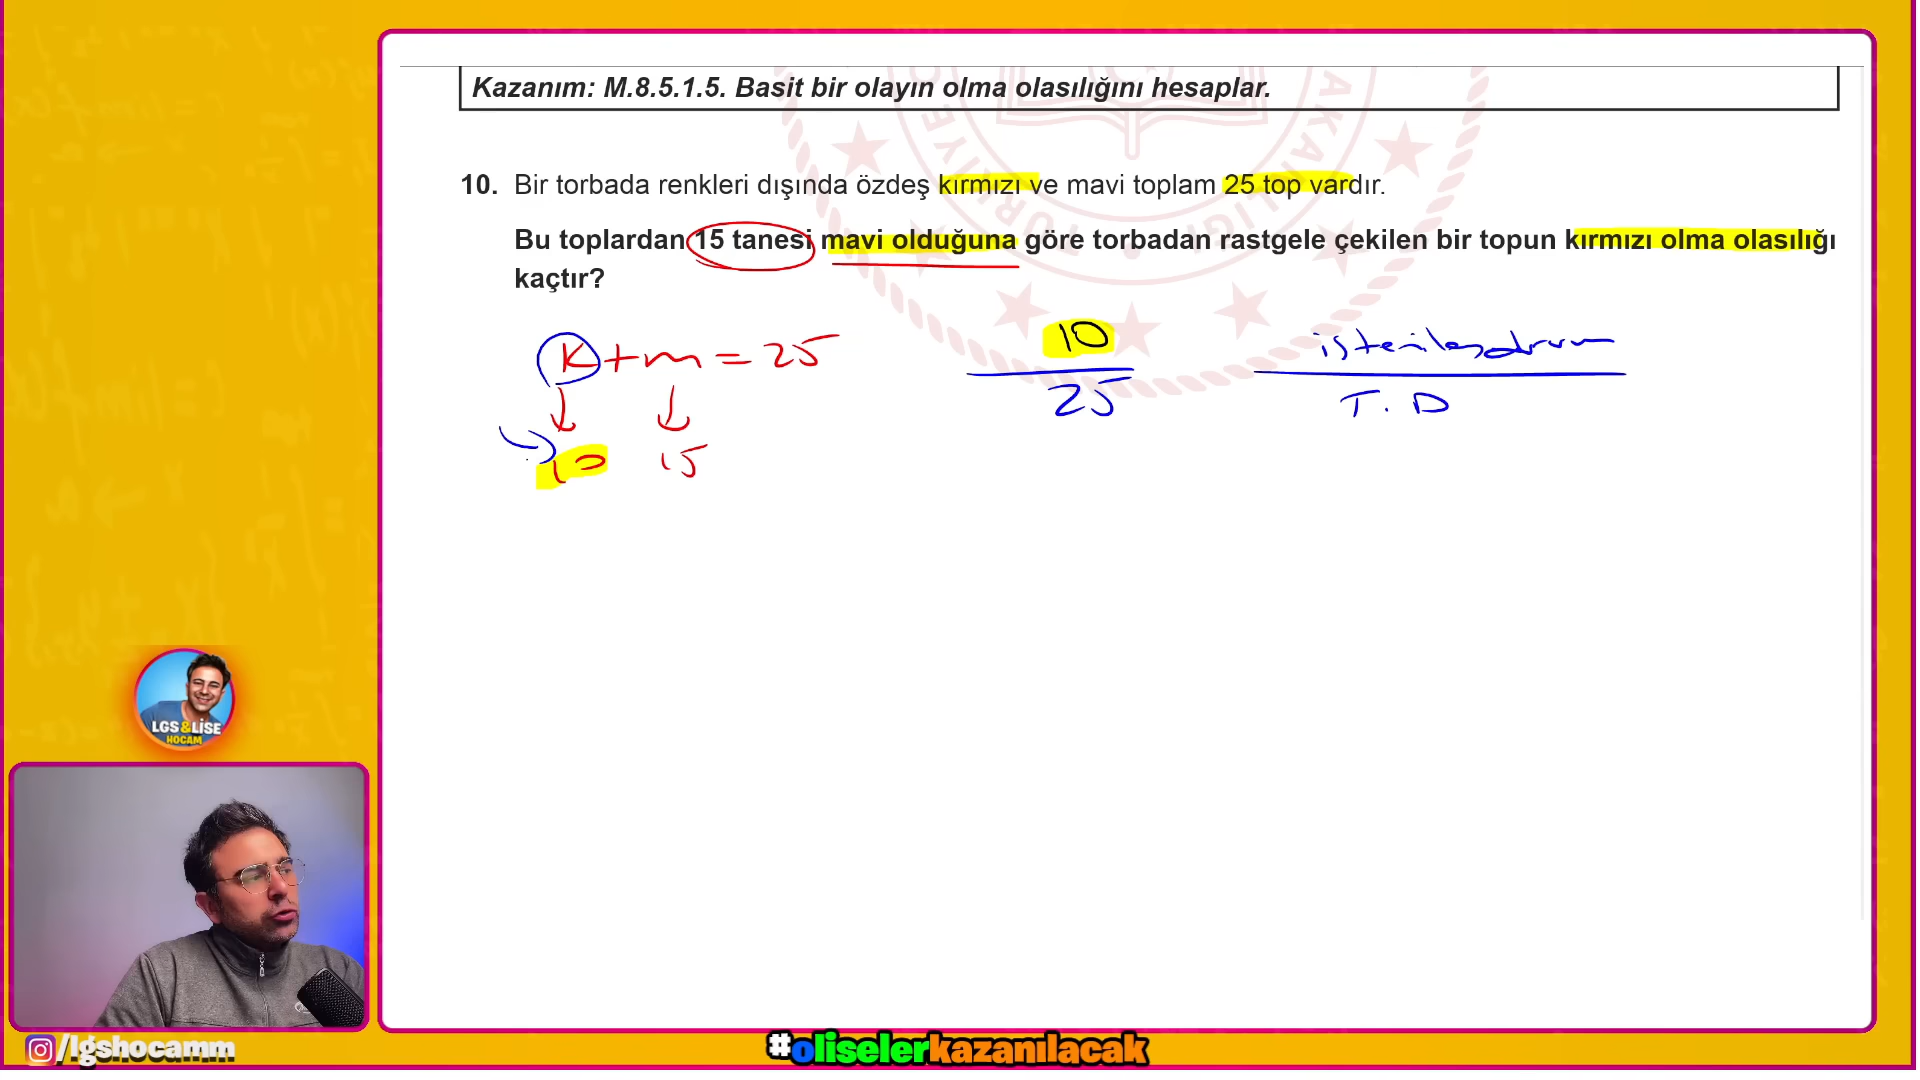 Kazanım: M.8.5.1.5. Basit bir olayın olma olasılığını hesaplar.
10. Bir torbada renkleri dışında özdeş kırmızı ve mavi toplam 25 top vardır.
Bu toplardan 15 tanesi mavi olduğuna göre torbadan rastgele çekilen bir topun kırmızı olma olasılığı
kaçtır?
K + m = 25
10 15
10
25
istenilen durum
T. D
LGS&LİSE
HOCAM
/lgshocamm
#oliselerkazanılacak